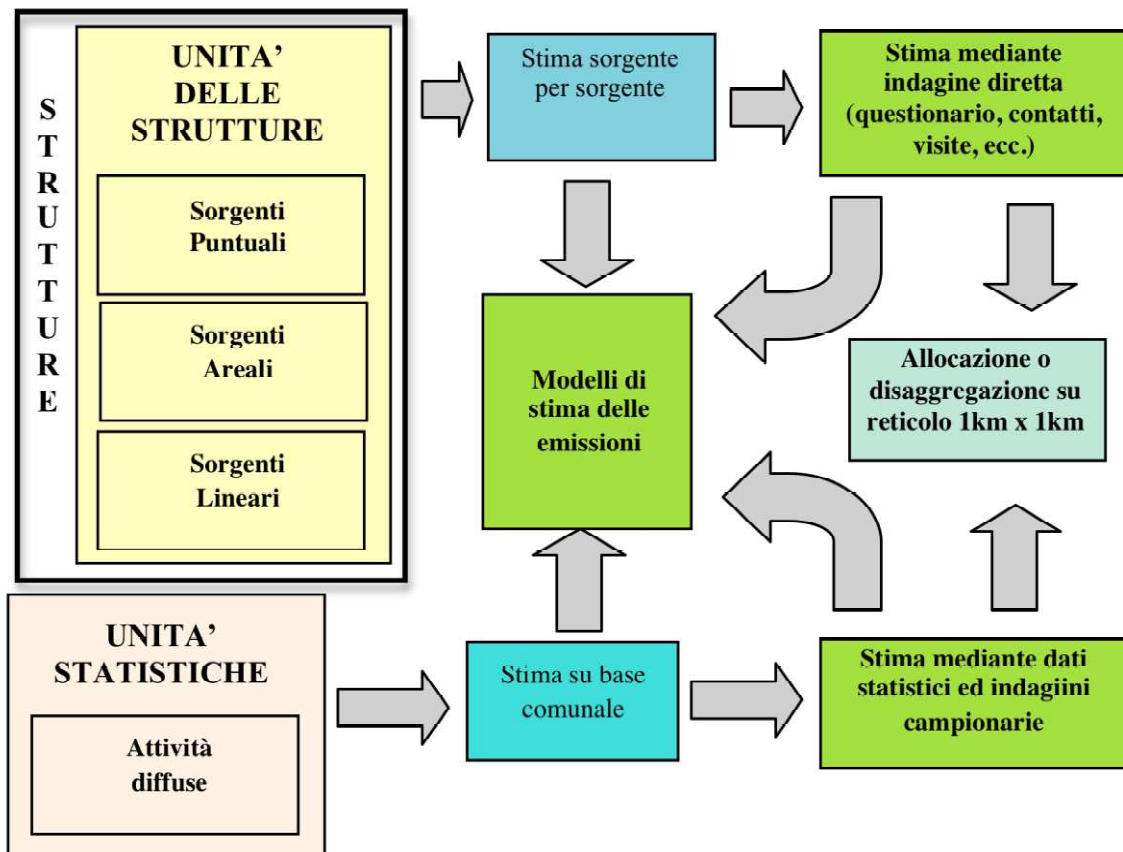 STRUTTURE
UNITA’
DELLE
STRUTTURE
Sorgenti
Puntuali
Sorgenti
Areali
Sorgenti
Lineari
Stima sorgente
per sorgente
Stima mediante
indagine diretta
(questionario, contatti,
visite, ecc.)
Modelli di
stima delle
emissioni
Allocazione o
disaggregazione su
reticolo 1km x 1km
UNITA’
STATISTICHE
Attività
diffuse
Stima su base
comunale
Stima mediante dati
statistici ed indagiini
campionarie